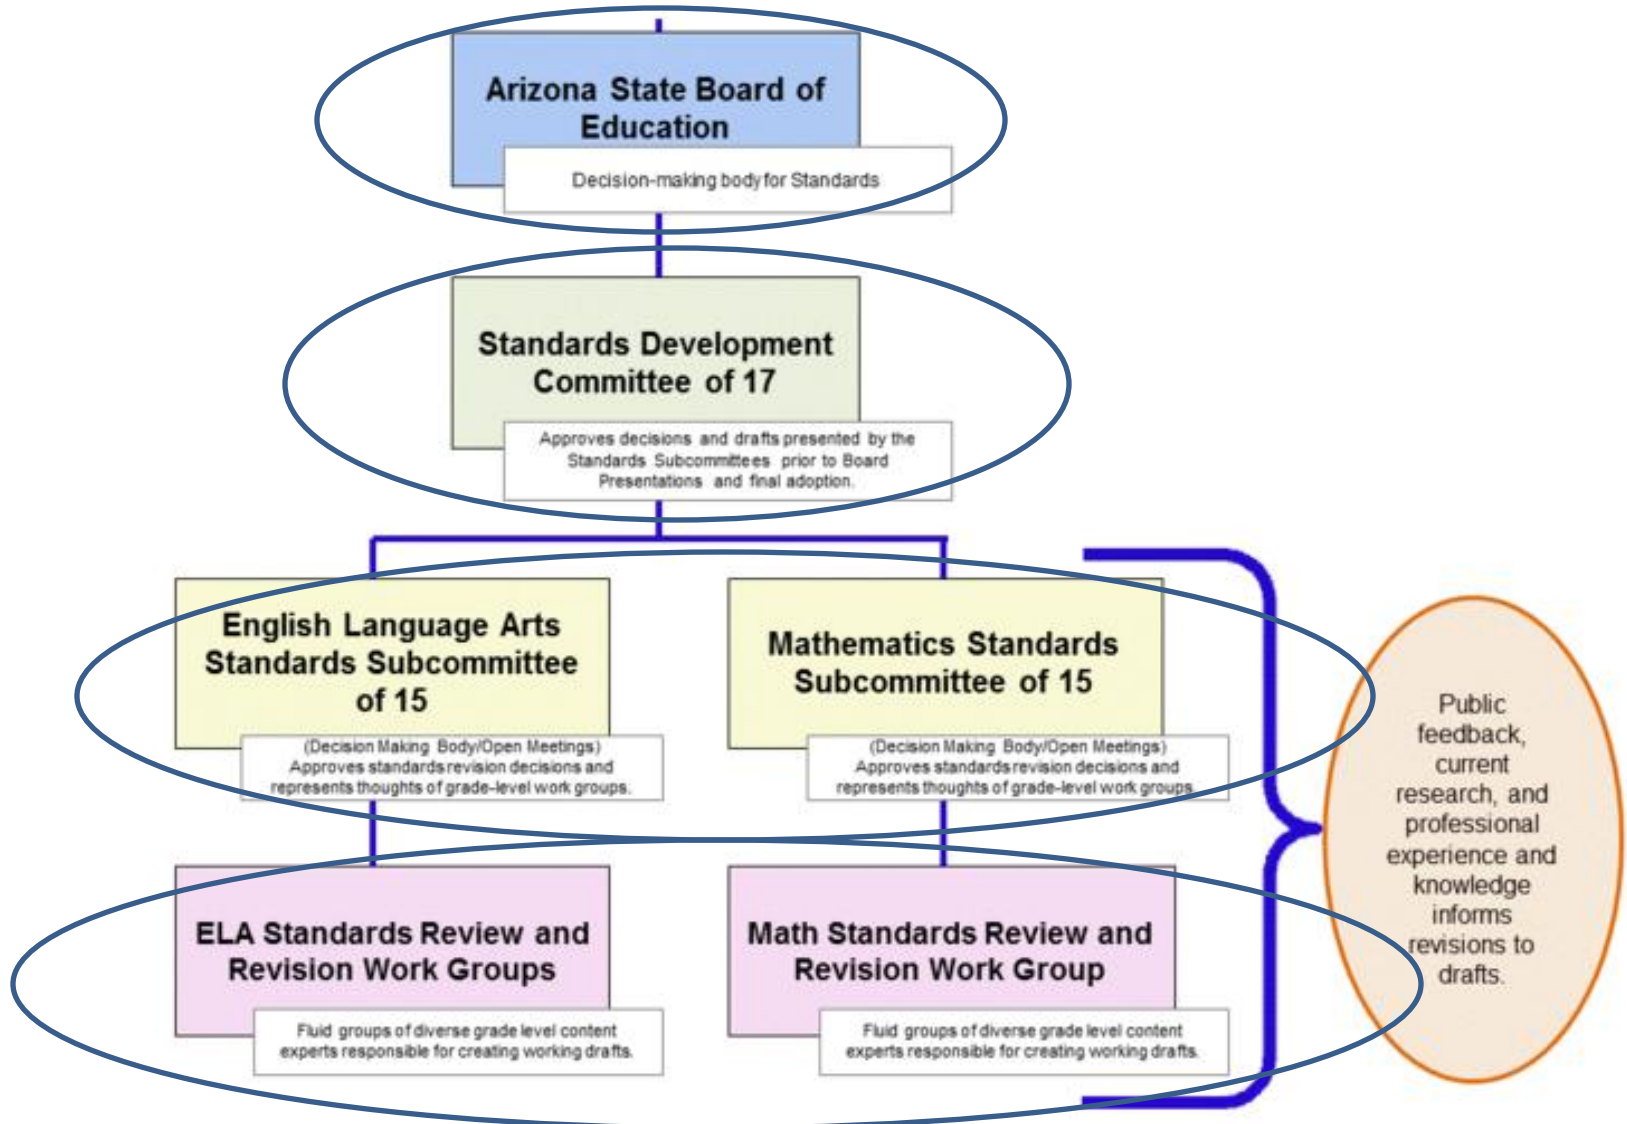 Arizona State Board of
Education
Decision-making body for Standards
Standards Development
Committee of 17
Approves decisions and drafts presented by the
Standards Subcommittees prior to Board
Presentations and final adoption.
English Language Arts
Standards Subcommittee
of 15
(Decision Making Body/Open Meetings)
Approves standards revision decisions and
represents thoughts of grade-level work groups.
Mathematics Standards
Subcommittee of 15
(Decision Making Body/Open Meetings)
Approves standards revision decisions and
represents thoughts of grade-level work groups
ELA Standards Review and
Revision Work Groups
Fluid groups of diverse grade level content
experts responsible for creating working drafts.
Math Standards Review and
Revision Work Group
Fluid groups of diverse grade level content
experts responsible for creating working drafts.
Public
feedback,
current
research, and
professional
experience and
knowledge
informs
revisions to
drafts.